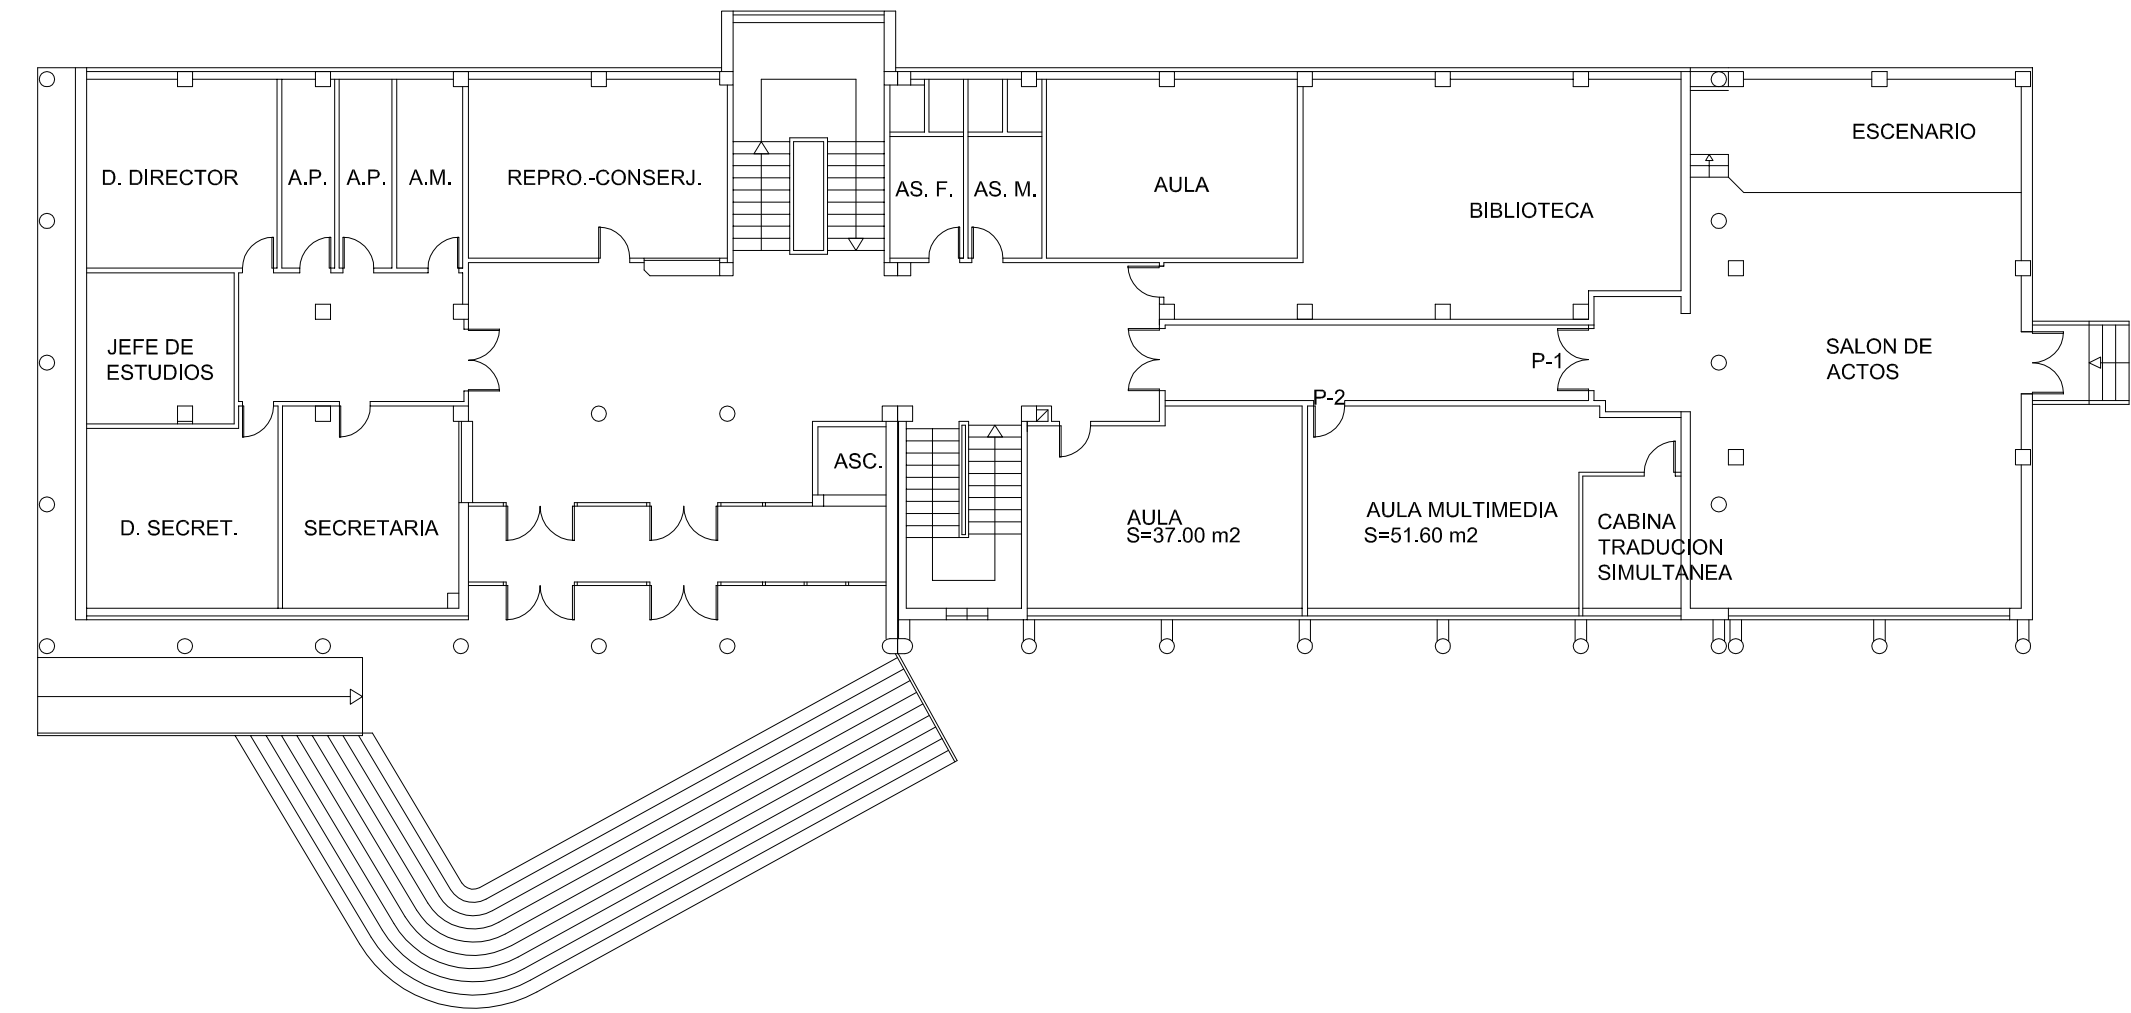 ESCENARIO
D. DIRECTOR
A.P.
A.P.
A.M.
REPRO.-CONSERJ.
AS. F.
AS. M.
AULA
BIBLIOTECA
JEFE DE
ESTUDIOS
P-1
SALON DE
ACTOS
P-2
ASC.
D. SECRET.
SECRETARIA
AULA
S=37.00 m2
AULA MULTIMEDIA
S=51.60 m2
CABINA
TRADUCION
SIMULTANEA